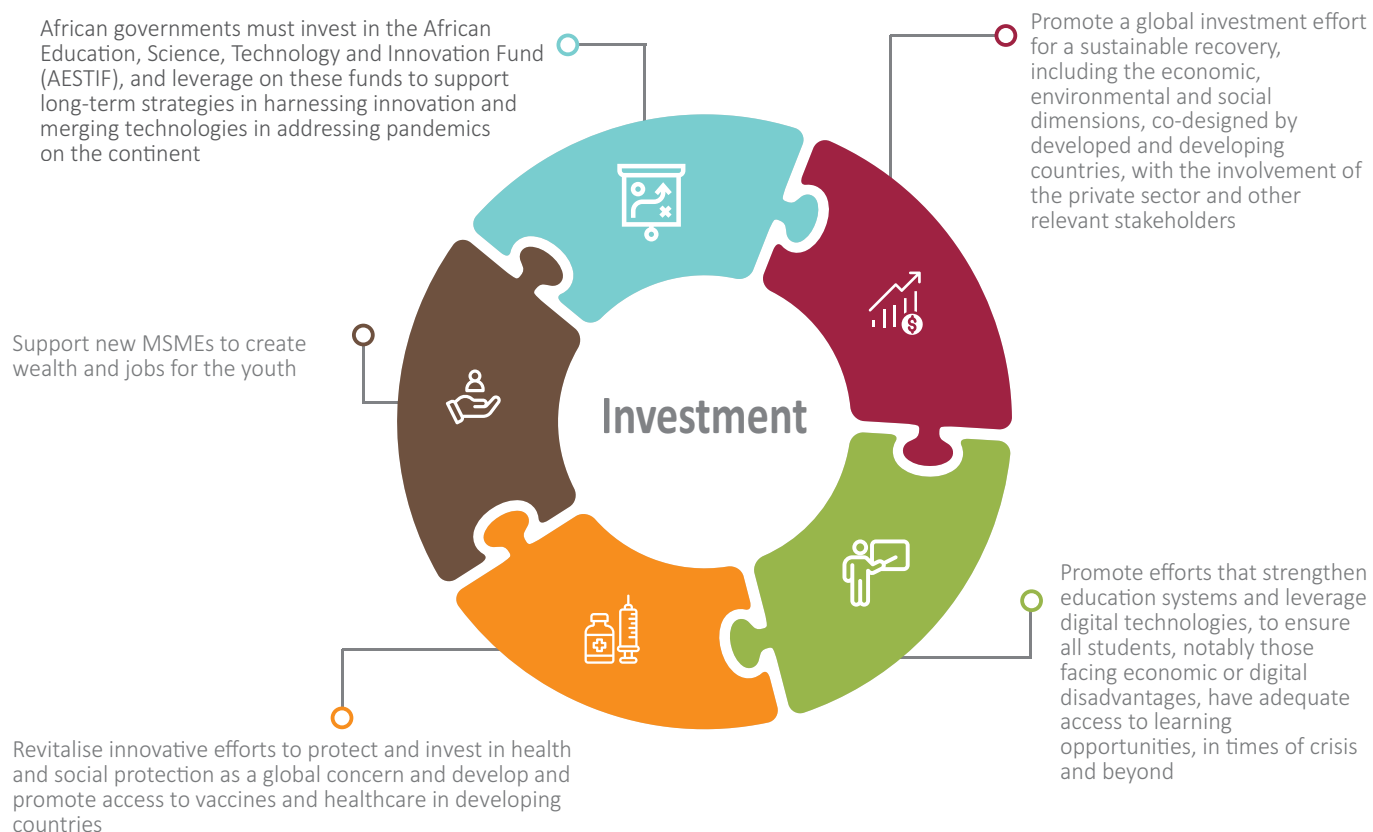 African governments must invest in the African
Education, Science, Technology and Innovation Fund
(AESTIF), and leverage on these funds to support
long-term strategies in harnessing innovation and
merging technologies in addressing pandemics
on the continent
Promote a global investment effort
for a sustainable recovery,
including the economic,
environmental and social
dimensions, co-designed by
developed and developing
countries, with the involvement of
the private sector and other
relevant stakeholders
Support new MSMEs to create
wealth and jobs for the youth
Investment
Promote efforts that strengthen
education systems and leverage
digital technologies, to ensure
all students, notably those
facing economic or digital
disadvantages, have adequate
access to learning
opportunities, in times of crisis
and beyond
Revitalise innovative efforts to protect and invest in health
and social protection as a global concern and develop and
promote access to vaccines and healthcare in developing
countries